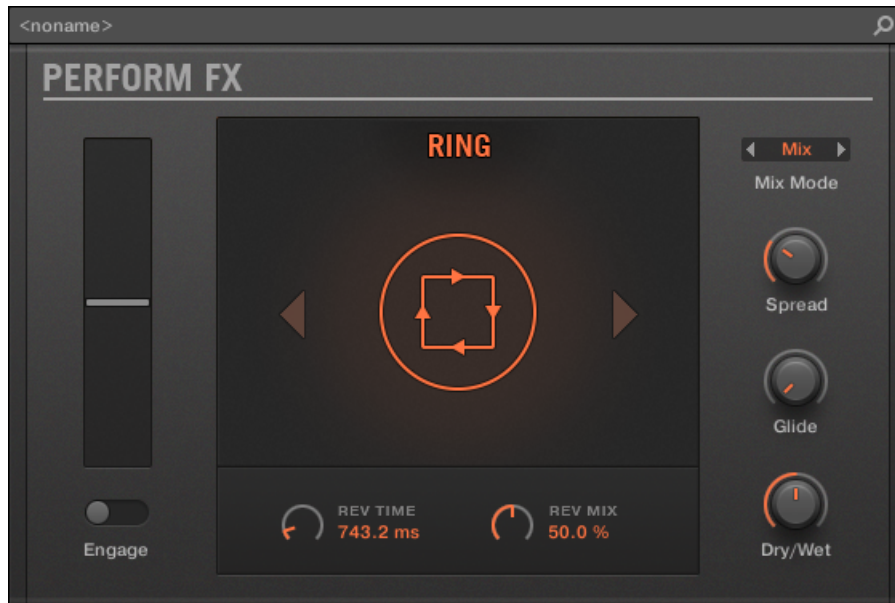 <noname>
PERFORM FX
RING
Mix
Mix Mode
Spread
Glide
Dry/Wet
Engage
REV TIME
743.2 ms
REV MIX
50.0 %